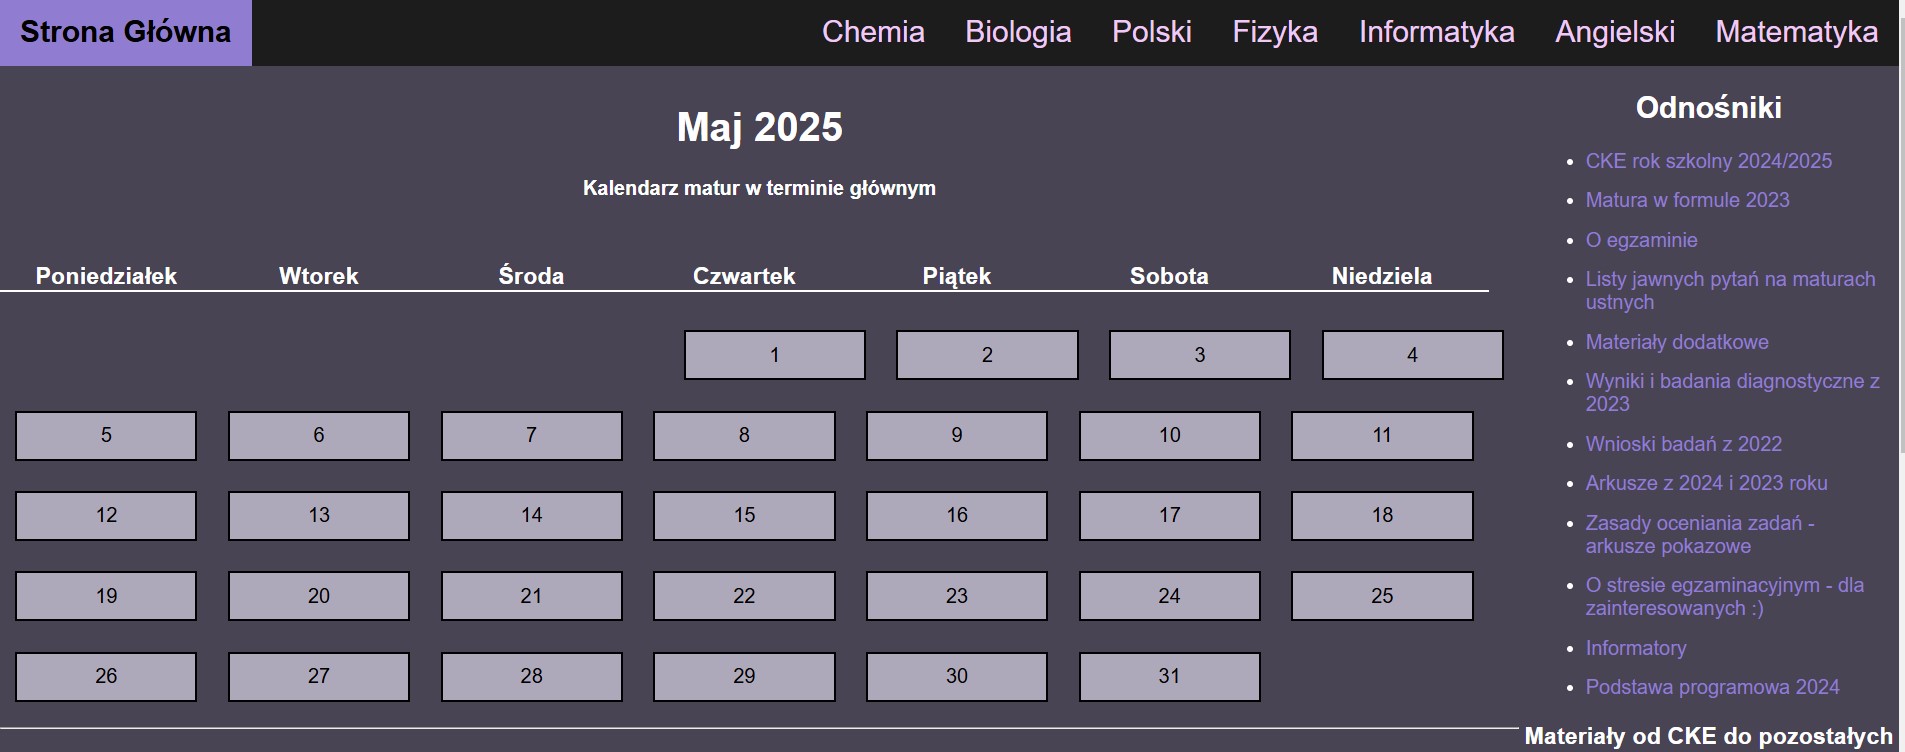 Strona Główna
Chemia Biologia Polski Fizyka Informatyka Angielski Matematyka
Maj 2025
Kalendarz matur w terminie głównym
Poniedziałek Wtorek Środa Czwartek Piątek Sobota Niedziela
1 2 3 4
5 6 7 8 9 10 11
12 13 14 15 16 17 18
19 20 21 22 23 24 25
26 27 28 29 30 31
Odnośniki
CKE rok szkolny 2024/2025
Matura w formule 2023
O egzaminie
Listy jawnych pytań na maturach
ustnych
Materiały dodatkowe
Wyniki i badania diagnostyczne z
2023
Wnioski badań z 2022
Arkusze z 2024 i 2023 roku
Zasady oceniania zadań -
arkusze pokazowe
O stresie egzaminacyjnym - dla
zainteresowanych :)
Informatory
Podstawa programowa 2024
Materiały od CKE do pozostałych